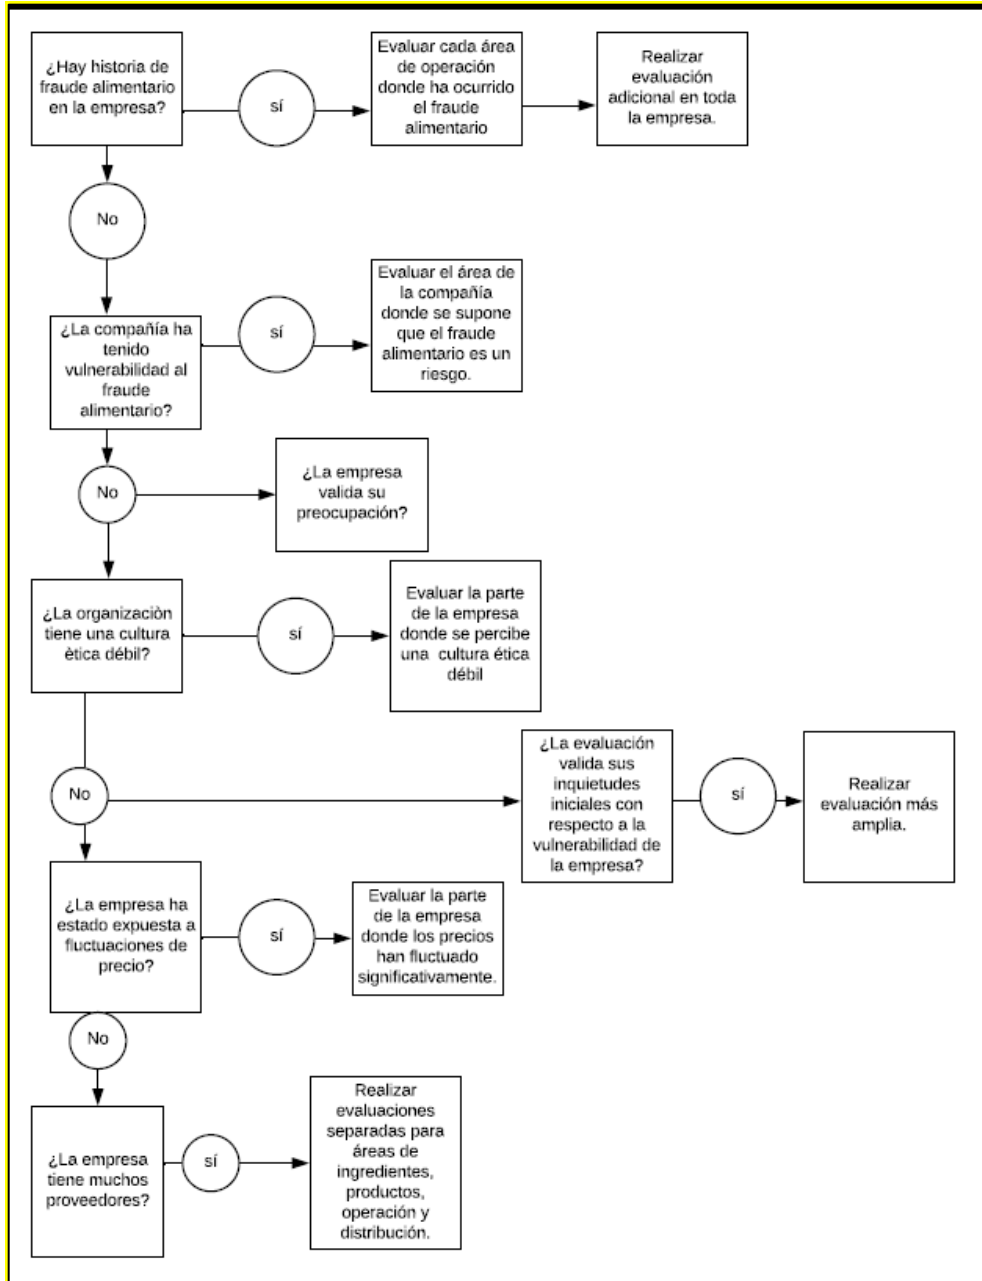 ¿Hay historia de
fraude alimentario
en la empresa?
sí
Evaluar cada área
de operación
donde ha ocurrido
el fraude
alimentario
Realizar
evaluación
adicional en toda
la empresa.
No
¿La compañía ha
tenido
vulnerabilidad al
fraude
alimentario?
sí
Evaluar el área de
la compañía
donde se supone
que el fraude
alimentario es un
riesgo.
No
¿La empresa
valida su
preocupación?
¿La organizaciòn
tiene una cultura
ètica débil?
sí
Evaluar la parte
de la empresa
donde se percibe
una cultura ética
débil
No
¿La evaluación
valida sus
inquietudes
iniciales con
respecto a la
vulnerabilidad de
la empresa?
sí
Realizar
evaluación más
amplia.
¿La empresa ha
estado expuesta a
fluctuaciones de
precio?
sí
Evaluar la parte
de la empresa
donde los precios
han fluctuado
significativamente.
No
¿La empresa
tiene muchos
proveedores?
sí
Realizar
evaluaciones
separadas para
áreas de
ingredientes,
productos,
operación y
distribución.